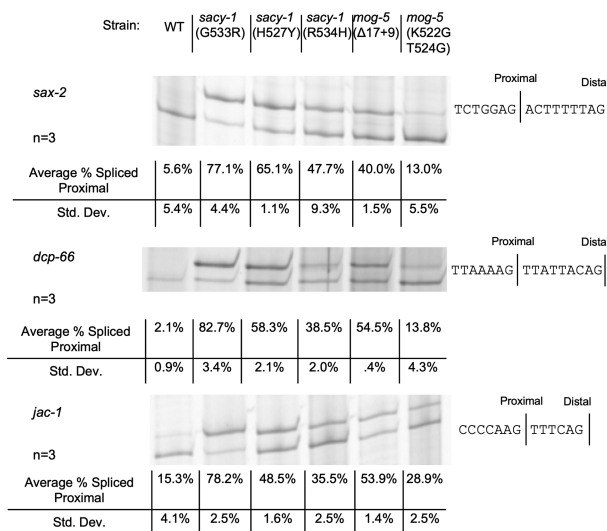 Strain: WT sacy-1 (G533R) sacy-1 (H527Y) sacy-1 (R534H) mog-5 (Δ17+9) mog-5 (K522G T524G)
sax-2
n=3
Proximal Dista
TCTGGAG ACTTTTTAG
Average % Spliced Proximal 5.6% 77.1% 65.1% 47.7% 40.0% 13.0%
Std. Dev. 5.4% 4.4% 1.1% 9.3% 1.5% 5.5%
dcp-66
n=3
Proximal Dista
TTAAAAG TTATTACAG
Average % Spliced Proximal 2.1% 82.7% 58.3% 38.5% 54.5% 13.8%
Std. Dev. 0.9% 3.4% 2.1% 2.0% .4% 4.3%
jac-1
n=3
Proximal Distal
CCCCAAG TTTCAG
Average % Spliced Proximal 15.3% 78.2% 48.5% 35.5% 53.9% 28.9%
Std. Dev. 4.1% 2.5% 1.6% 2.5% 1.4% 2.5%